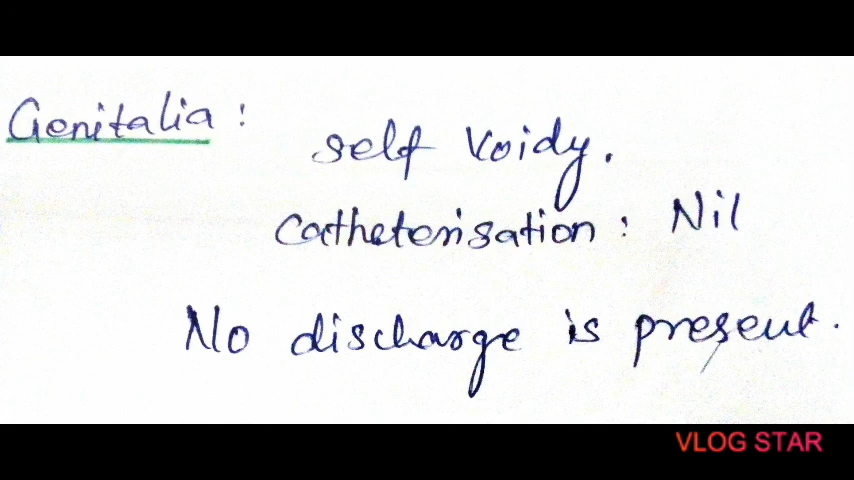 Genitalia :
self voidy.
Catheterisation : Nil
No discharge is present.
VLOG STAR